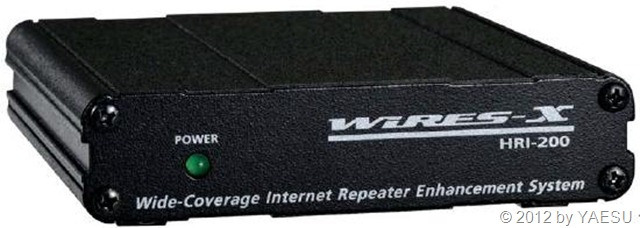 WIRES-X
HRI-200
POWER
Wide-Coverage Internet Repeater Enhancement System
© 2012 by YAESU